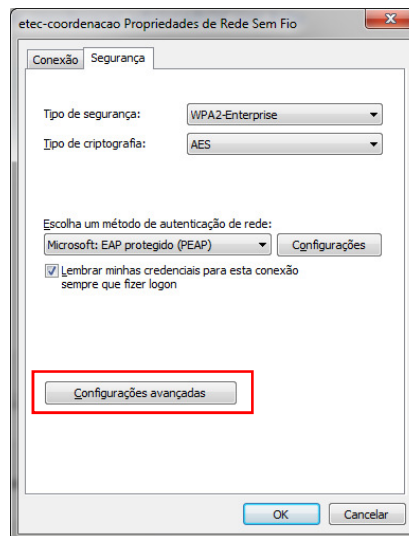 etec-coordenacao Propriedades de Rede Sem Fio
Conexão Segurança
Tipo de segurança: WPA2-Enterprise
Tipo de criptografia: AES
Escolha um método de autenticação de rede:
Microsoft: EAP protegido (PEAP) Configurações
Lembrar minhas credenciais para esta conexão
sempre que fizer logon
Configurações avançadas
OK Cancelar